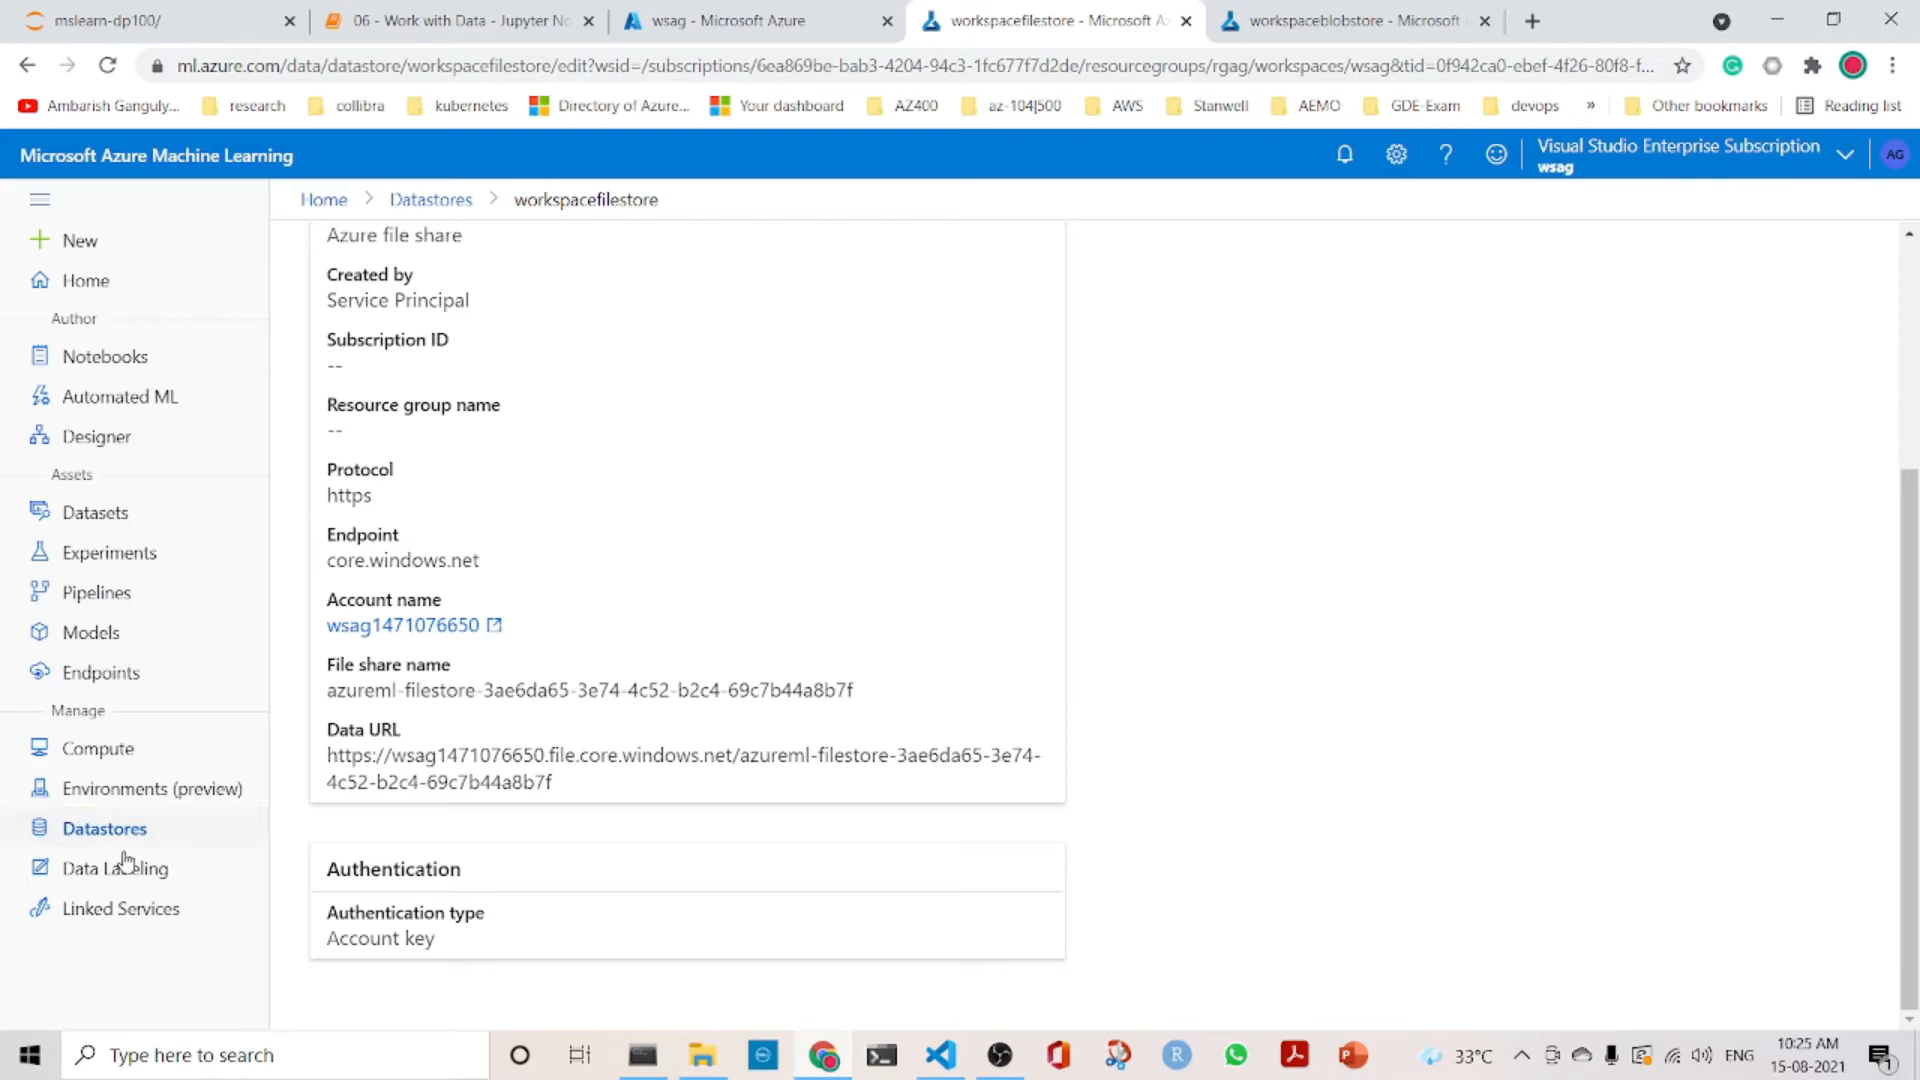 mslearn-dp100/
06 - Work with Data - Jupyter No
wsag - Microsoft Azure
workspacefilestore - Microsoft Az
workspaceblobstore - Microsoft
ml.azure.com/data/datastore/workspacefilestore/edit?wsid=/subscriptions/6ea869be-bab3-4204-94c3-1fc677f7d2de/resourcegroups/rgag/workspaces/wsag&tid=0f942ca0-ebef-4f26-80f8-f...
Ambarish Ganguly...
research
collibra
kubernetes
Directory of Azure...
Your dashboard
AZ400
az-104|500
AWS
Stanwell
AEMO
GDE-Exam
devops
»
Other bookmarks
Reading list
Microsoft Azure Machine Learning
Visual Studio Enterprise Subscription
wsag
AG
New
Home
Author
Notebooks
Automated ML
Designer
Assets
Datasets
Experiments
Pipelines
Models
Endpoints
Manage
Compute
Environments (preview)
Datastores
Data Labeling
Linked Services
Home > Datastores > workspacefilestore
Azure file share
Created by
Service Principal
Subscription ID
--
Resource group name
--
Protocol
https
Endpoint
core.windows.net
Account name
wsag1471076650
File share name
azureml-filestore-3ae6da65-3e74-4c52-b2c4-69c7b44a8b7f
Data URL
https://wsag1471076650.file.core.windows.net/azureml-filestore-3ae6da65-3e74-
4c52-b2c4-69c7b44a8b7f
Authentication
Authentication type
Account key
Type here to search
33°C
ENG
10:25 AM
15-08-2021
1